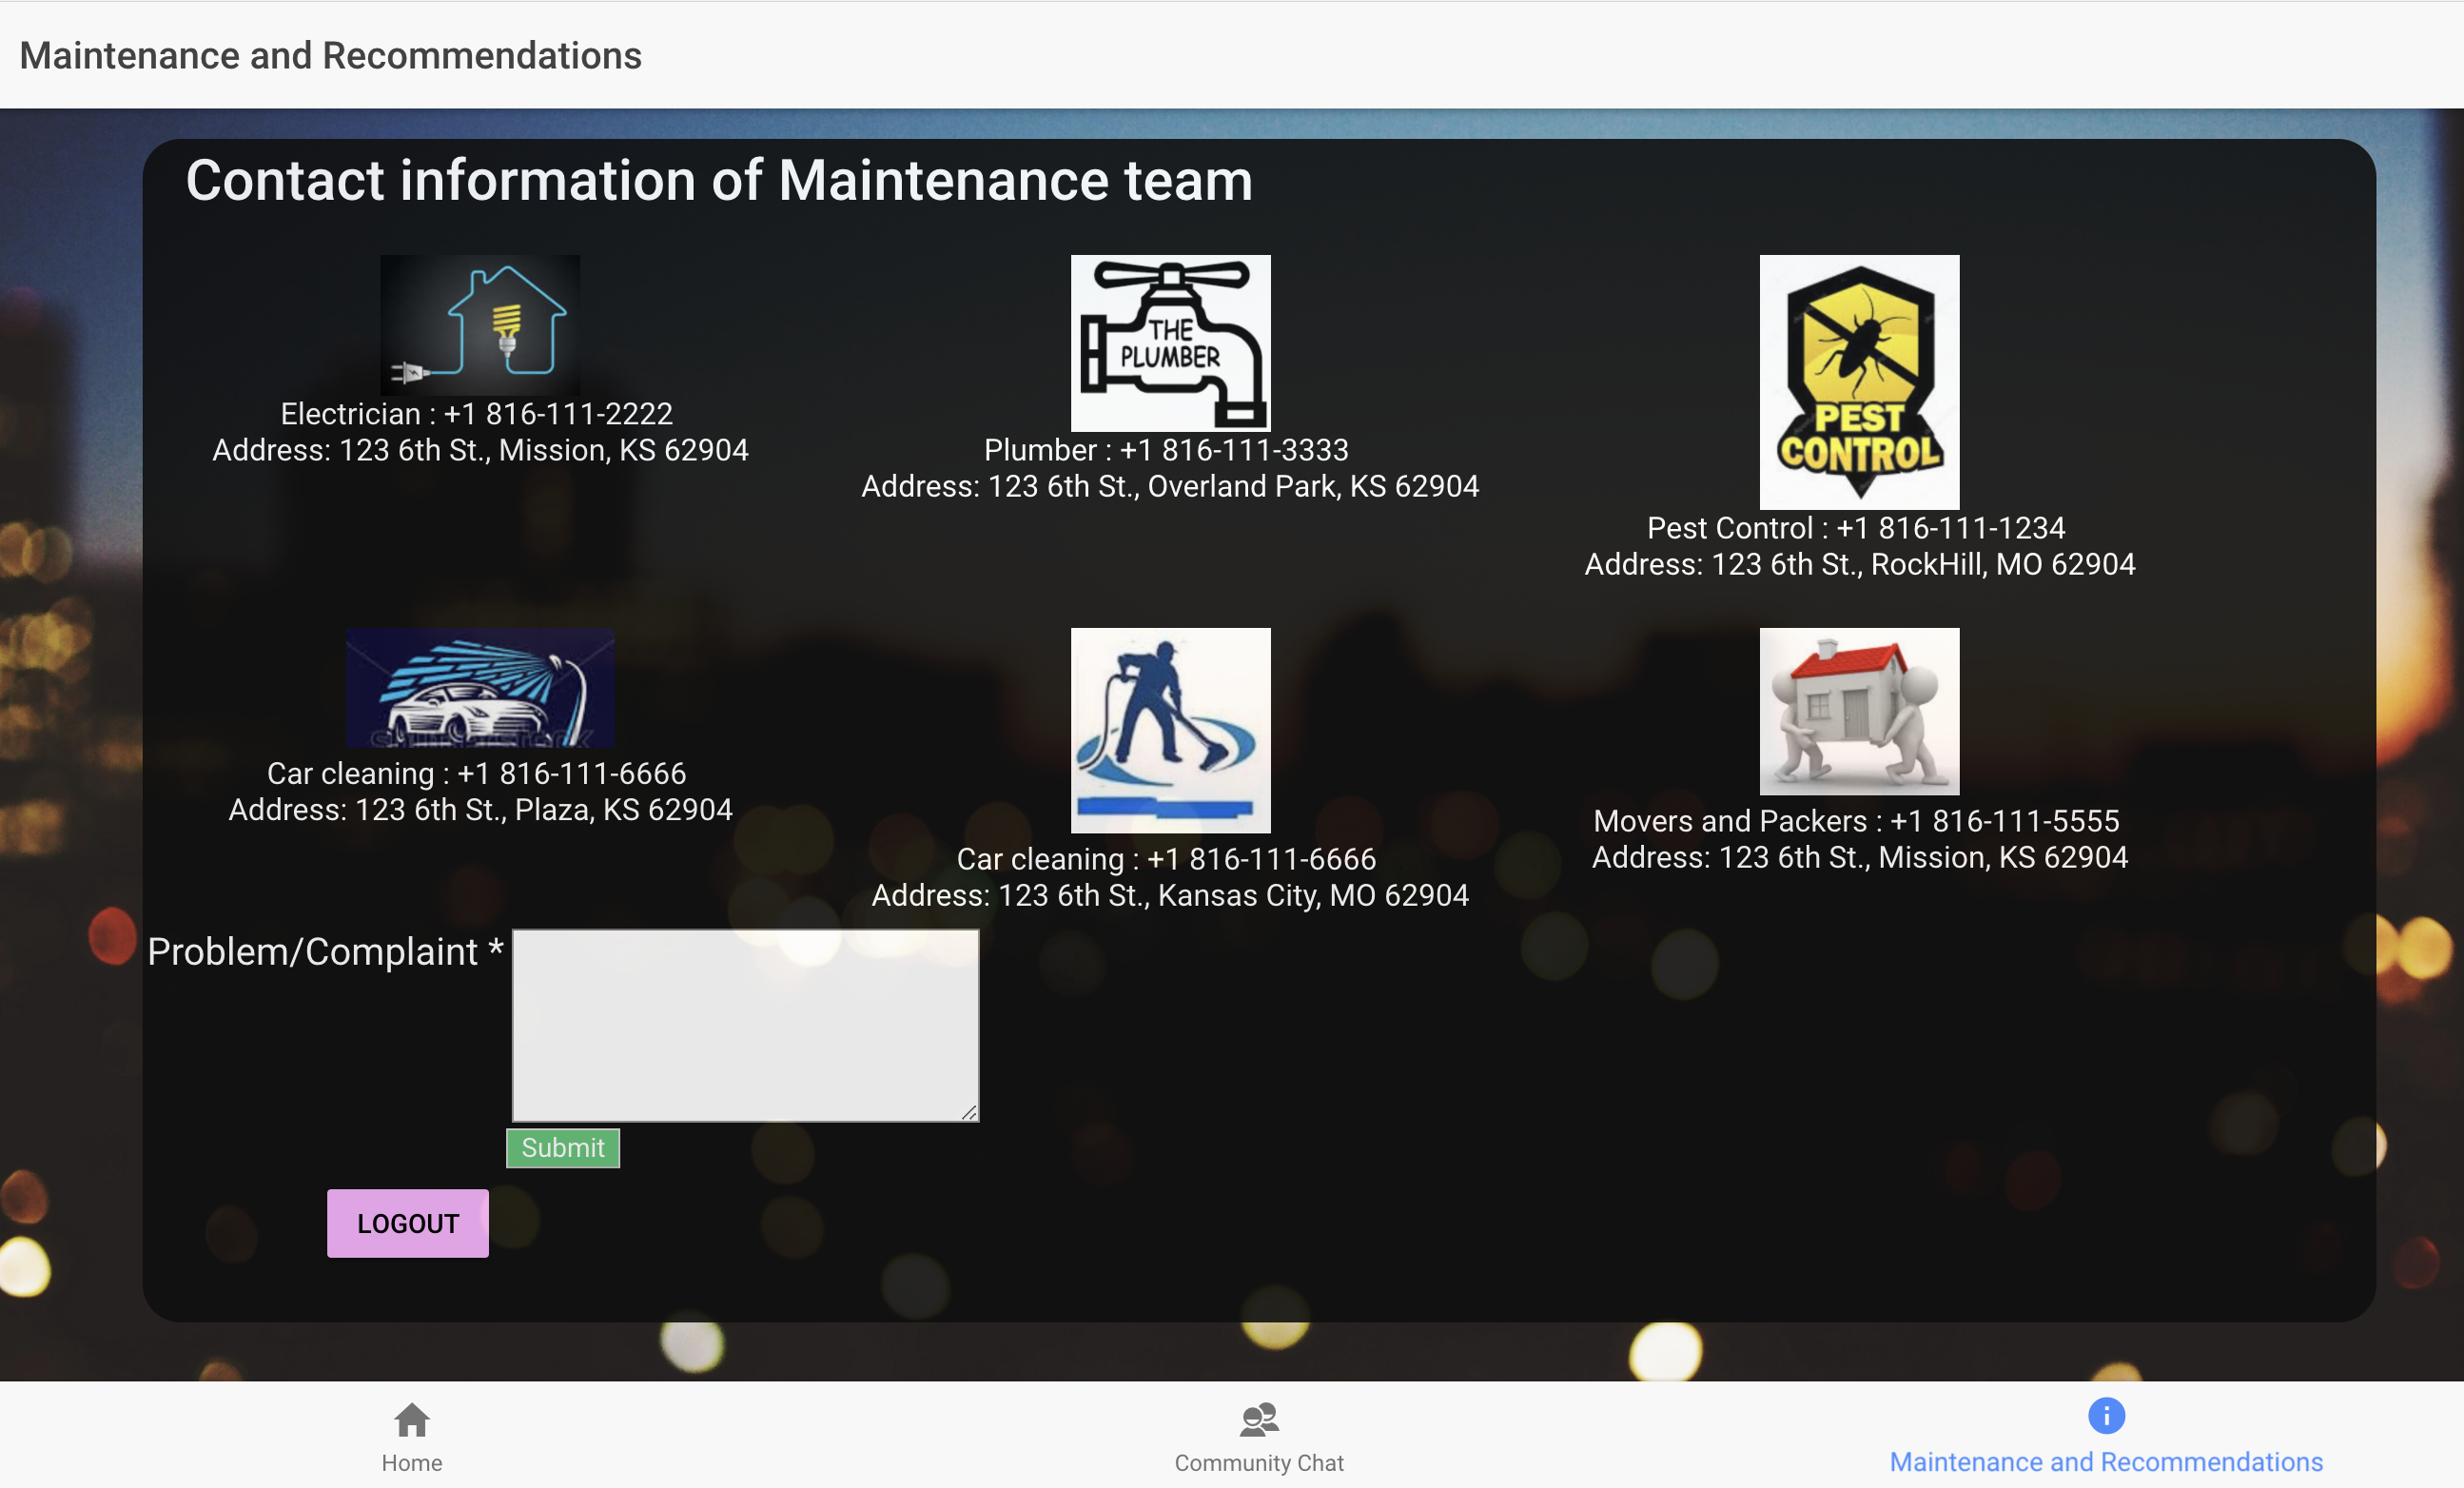 Maintenance and Recommendations
Contact information of Maintenance team
THE
PLUMBER
PEST
CONTROL
Electrician : +1 816-111-2222
Address: 123 6th St., Mission, KS 62904
Plumber : +1 816-111-3333
Address: 123 6th St., Overland Park, KS 62904
Pest Control : +1 816-111-1234
Address: 123 6th St., RockHill, MO 62904
Car cleaning : +1 816-111-6666
Address: 123 6th St., Plaza, KS 62904
Car cleaning : +1 816-111-6666
Address: 123 6th St., Kansas City, MO 62904
Movers and Packers : +1 816-111-5555
Address: 123 6th St., Mission, KS 62904
Problem/Complaint *
Submit
LOGOUT
Home
Community Chat
Maintenance and Recommendations